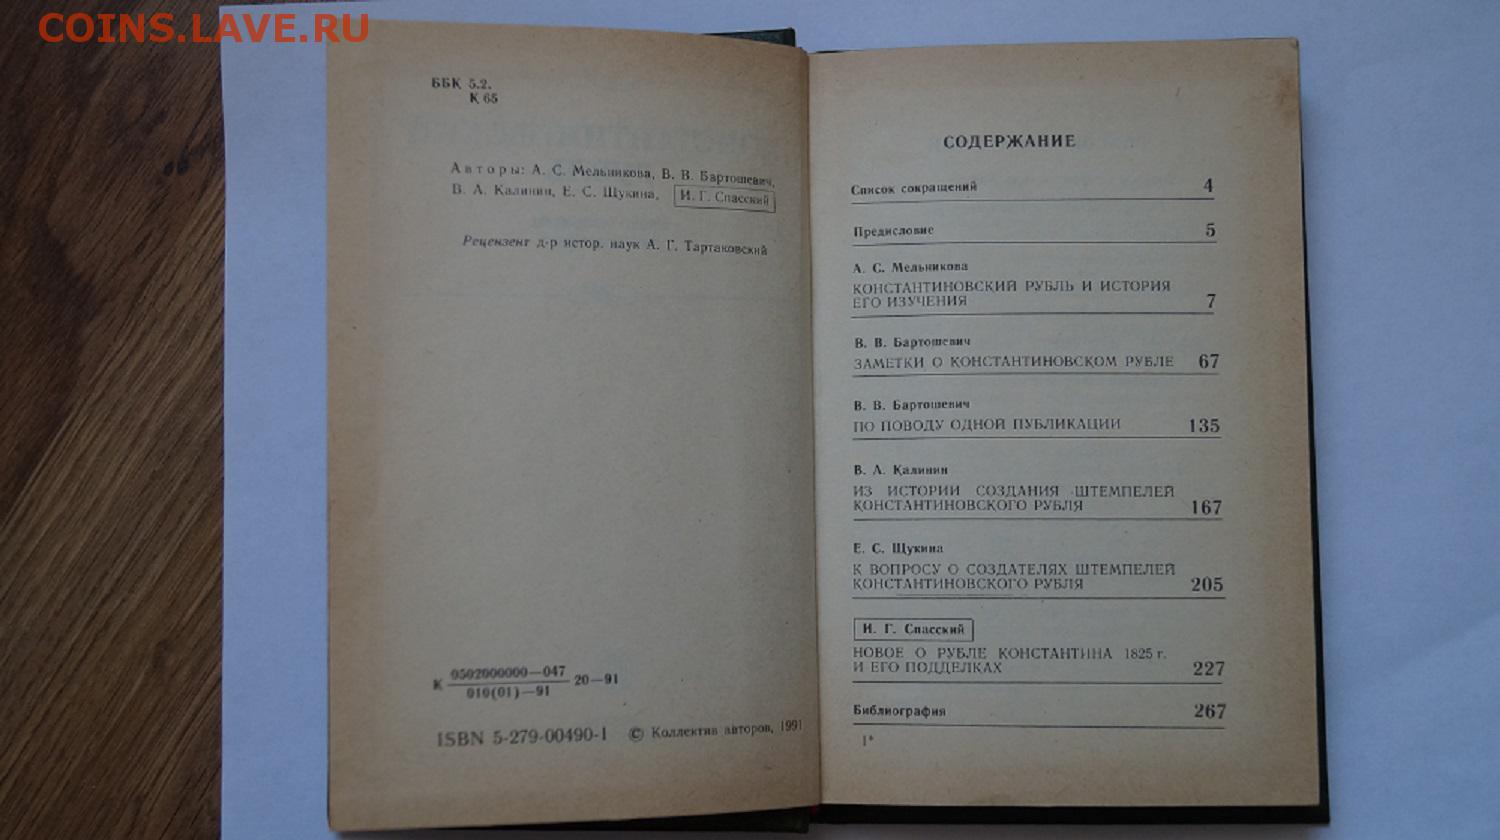 COINS.LAVE.RU
ББК 5.2.
К 65
Авторы: А. С. Мельникова, В. В. Бартошевич,
В. А. Калинин, Е. С. Щукина, И. Г. Спасский
Рецензент д-р истор. наук А. Г. Тартаковский
К 0502000000—047
010(01)—91
20—91
ISBN 5-279-00490-1 © Коллектив авторов, 1991
СОДЕРЖАНИЕ
Список сокращений 4
Предисловие 5
А. С. Мельникова
КОНСТАНТИНОВСКИЙ РУБЛЬ И ИСТОРИЯ
ЕГО ИЗУЧЕНИЯ 7
В. В. Бартошевич
ЗАМЕТКИ О КОНСТАНТИНОВСКОМ РУБЛЕ 67
В. В. Бартошевич
ПО ПОВОДУ ОДНОЙ ПУБЛИКАЦИИ 135
В. А. Калинин
ИЗ ИСТОРИИ СОЗДАНИЯ ШТЕМПЕЛЕЙ
КОНСТАНТИНОВСКОГО РУБЛЯ 167
Е. С. Щукина
К ВОПРОСУ О СОЗДАТЕЛЯХ ШТЕМПЕЛЕЙ
КОНСТАНТИНОВСКОГО РУБЛЯ 205
И. Г. Спасский
НОВОЕ О РУБЛЕ КОНСТАНТИНА 1825 г.
И ЕГО ПОДДЕЛКАХ 227
Библиография 267
1*